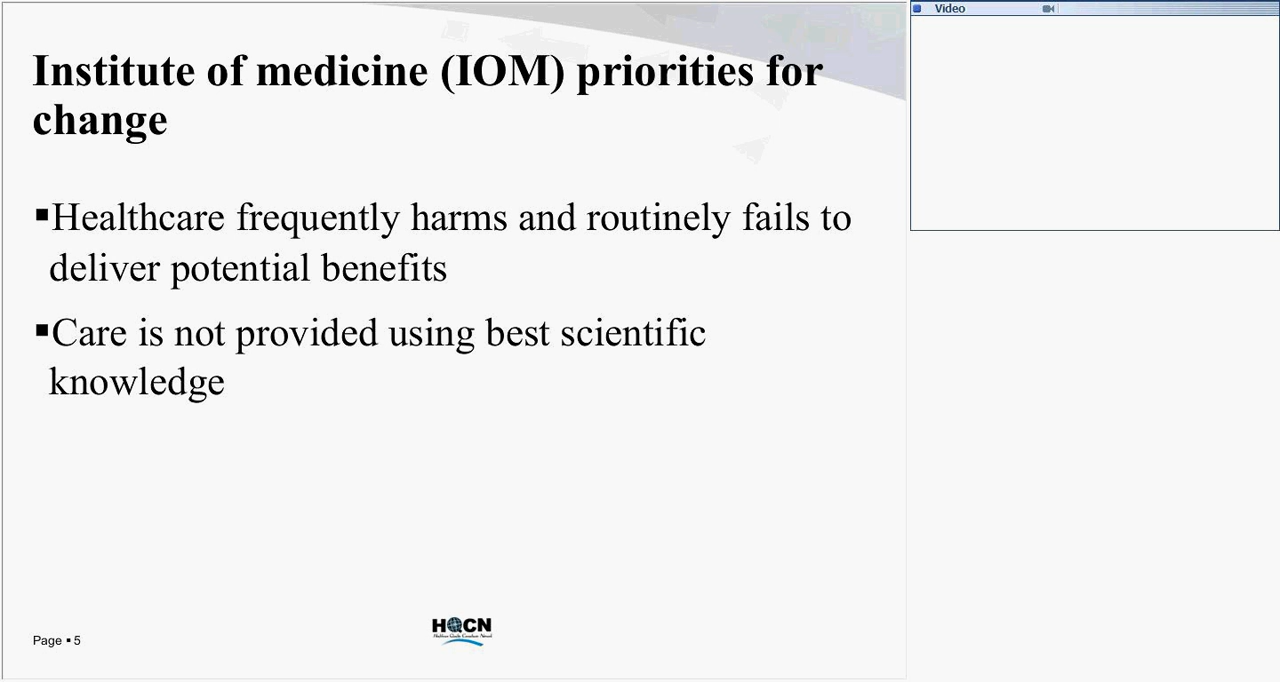 Video
Institute of medicine (IOM) priorities for
change
▪Healthcare frequently harms and routinely fails to
deliver potential benefits
▪Care is not provided using best scientific
knowledge
HQCN
Page ▪ 5